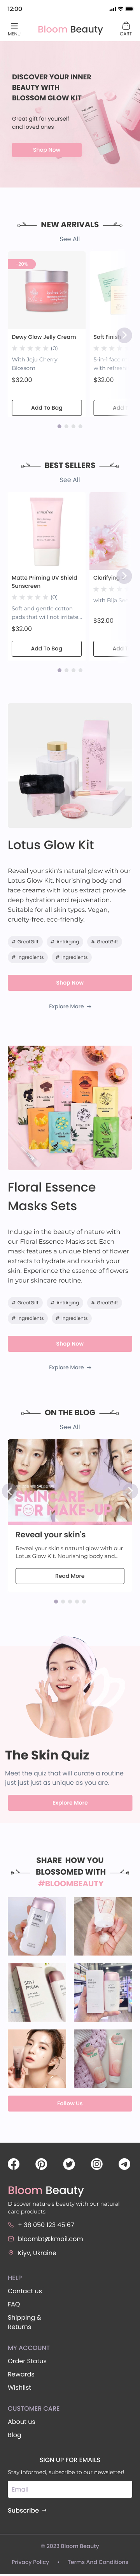 12:00
MENU
Bloom Beauty
CART
DISCOVER YOUR INNER
BEAUTY WITH
BLOSSOM GLOW KIT
Great gift for yourself
and loved ones
Shop Now
NEW ARRIVALS
See All
Dewy Glow Jelly Cream
(0)
With Jeju Cherry
Blossom
$32.00
Add To Bag
Soft Finis
5-in-1 face
with refresh
$32.00
Add
BEST SELLERS
See All
Matte Priming UV Shield
Sunscreen
(0)
Soft and gentle cotton
pads that will not irritate...
$32.00
Add To Bag
Clarifying
with Bija Se
$32.00
Add
Lotus Glow Kit
Reveal your skin's natural glow with our
Lotus Glow Kit. Nourishing body and
face creams with lotus extract provide
deep hydration and rejuvenation.
Suitable for all skin types. Vegan,
cruelty-free, eco-friendly.
# GreatGift
# AntiAging
# GreatGift
# Ingredients
# Ingredients
Shop Now
Explore More →
Floral Essence
Masks Sets
Indulge in the beauty of nature with
our Floral Essence Masks set. Each
mask features a unique blend of flower
extracts to hydrate and nourish your
skin. Experience the essence of flowers
in your skincare routine.
# GreatGift
# AntiAging
# GreatGift
# Ingredients
# Ingredients
Shop Now
Explore More →
ON THE BLOG
See All
SKINCARE
FOR MAKE-UP
Reveal your skin's
Reveal your skin's natural glow with our
Lotus Glow Kit. Nourishing body and...
Read More
The Skin Quiz
Meet the quiz that will curate a routine
that just just as unique as you are.
Explore More
SHARE HOW YOU
BLOSSOMED WITH
#BLOOMBEAUTY
SOFT
FINISH
Follow Us
Bloom Beauty
Discover nature's beauty with our natural
care products.
+ 38 050 123 45 67
bloombt@kmail.com
Kiyv, Ukraine
HELP
Contact us
FAQ
Shipping &
Returns
MY ACCOUNT
Order Status
Rewards
Wishlist
CUSTOMER CARE
About us
Blog
SIGN UP FOR EMAILS
Stay informed, subscribe to our newsletter!
Email
Subscribe →
© 2023 Bloom Beauty
Privacy Policy • Terms And Conditions